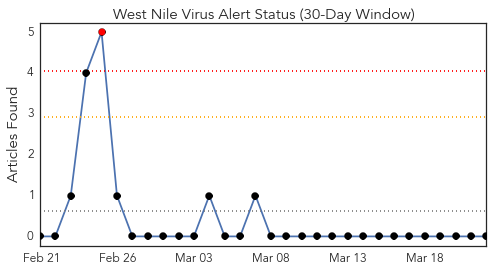 West Nile Virus Alert Status (30-Day Window)
Articles Found
5
4
3
2
1
0
Feb 21 Feb 26 Mar 03 Mar 08 Mar 13 Mar 18